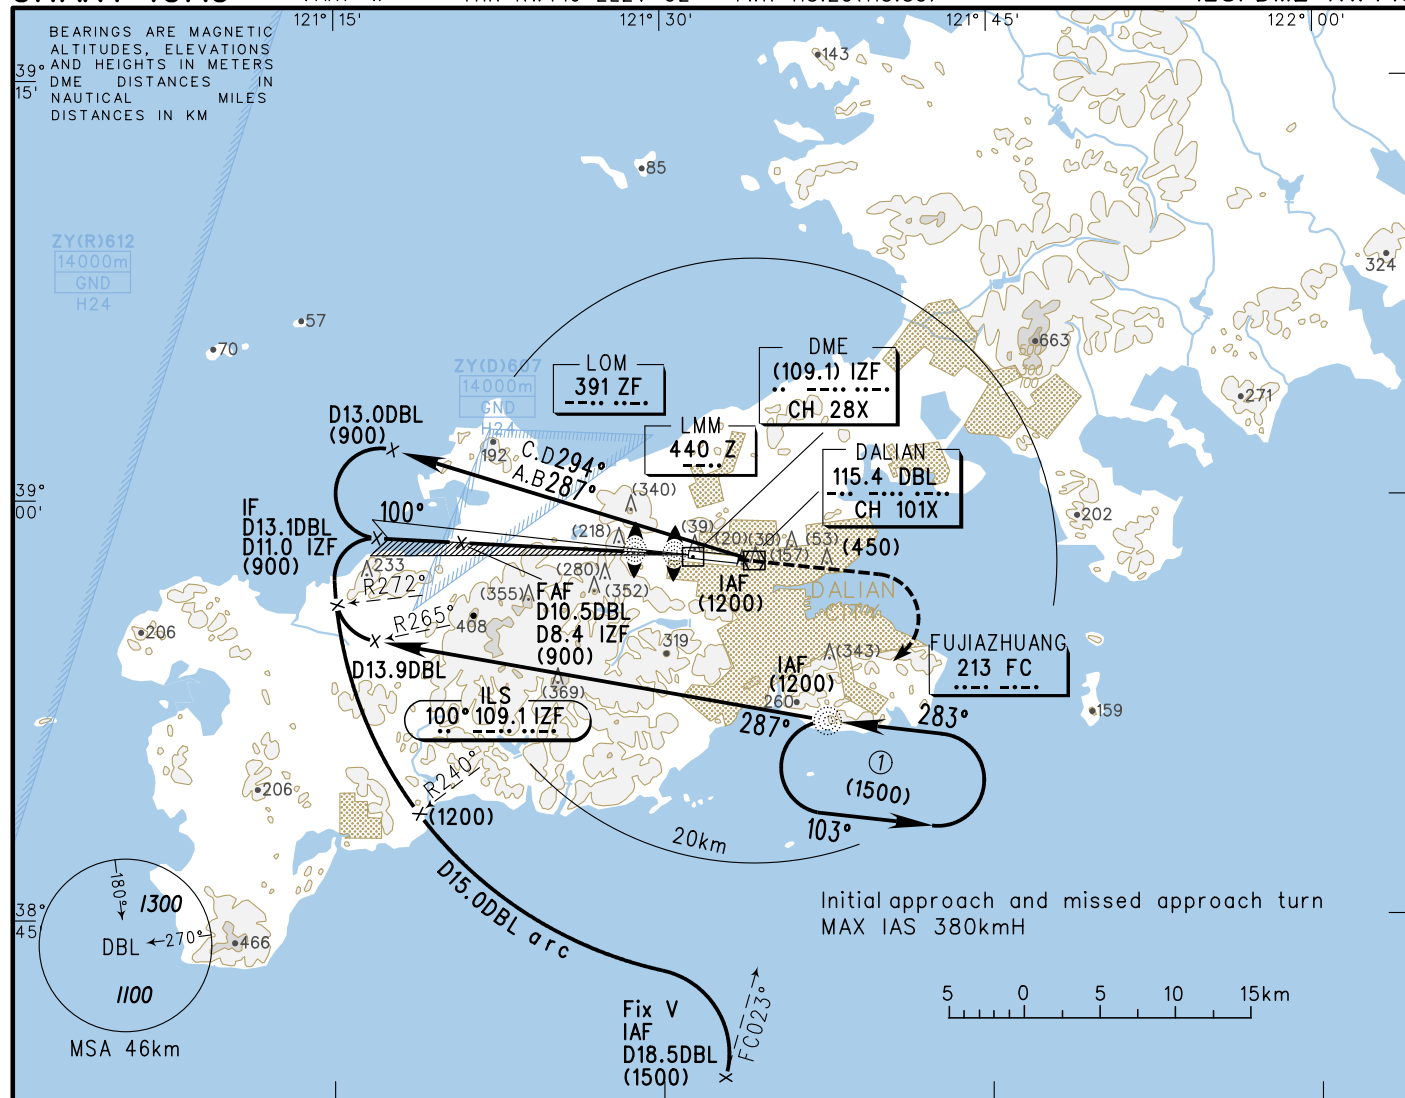 121° 15'
121° 30'
121° 45'
122° 00'
BEARINGS ARE MAGNETIC
ALTITUDES, ELEVATIONS
AND HEIGHTS IN METERS
DME DISTANCES IN
NAUTICAL MILES
DISTANCES IN KM
39°
15'
143
85
ZY(R)612
14000m
GND
H24
324
57
70
663
500
300
100
271
ZY(D)607
14000m
GND
H24
LOM
391 ZF
DME
(109.1) IZF
CH 28X
D13.0DBL
(900)
LMM
440 Z
DALIAN
115.4 DBL
CH 101X
192
C.D294°
A.B287°
39°
00'
IF
D13.1DBL
D11.0 IZF
(900)
100°
(340)
(218)
(39)
(20)
(30)
(53)
(157)
(450)
202
233
R272°
(280)
(352)
(355)
FAF
D10.5DBL
D8.4 IZF
(900)
IAF
(1200)
DALIAN
R265°
408
206
319
(343)
FUJIAZHUANG
213 FC
D13.9DBL
(369)
IAF
(1200)
260
159
ILS
100° 109.1 IZF
287°
283°
R240°
1
(1500)
206
(1200)
103°
20km
D15.0DBL arc
38°
45'
180°
1300
DBL
270°
1100
466
MSA 46km
Initial approach and missed approach turn
MAX IAS 380kmH
Fix V
IAF
D18.5DBL
(1500)
FC023°
5 0 5 10 15km